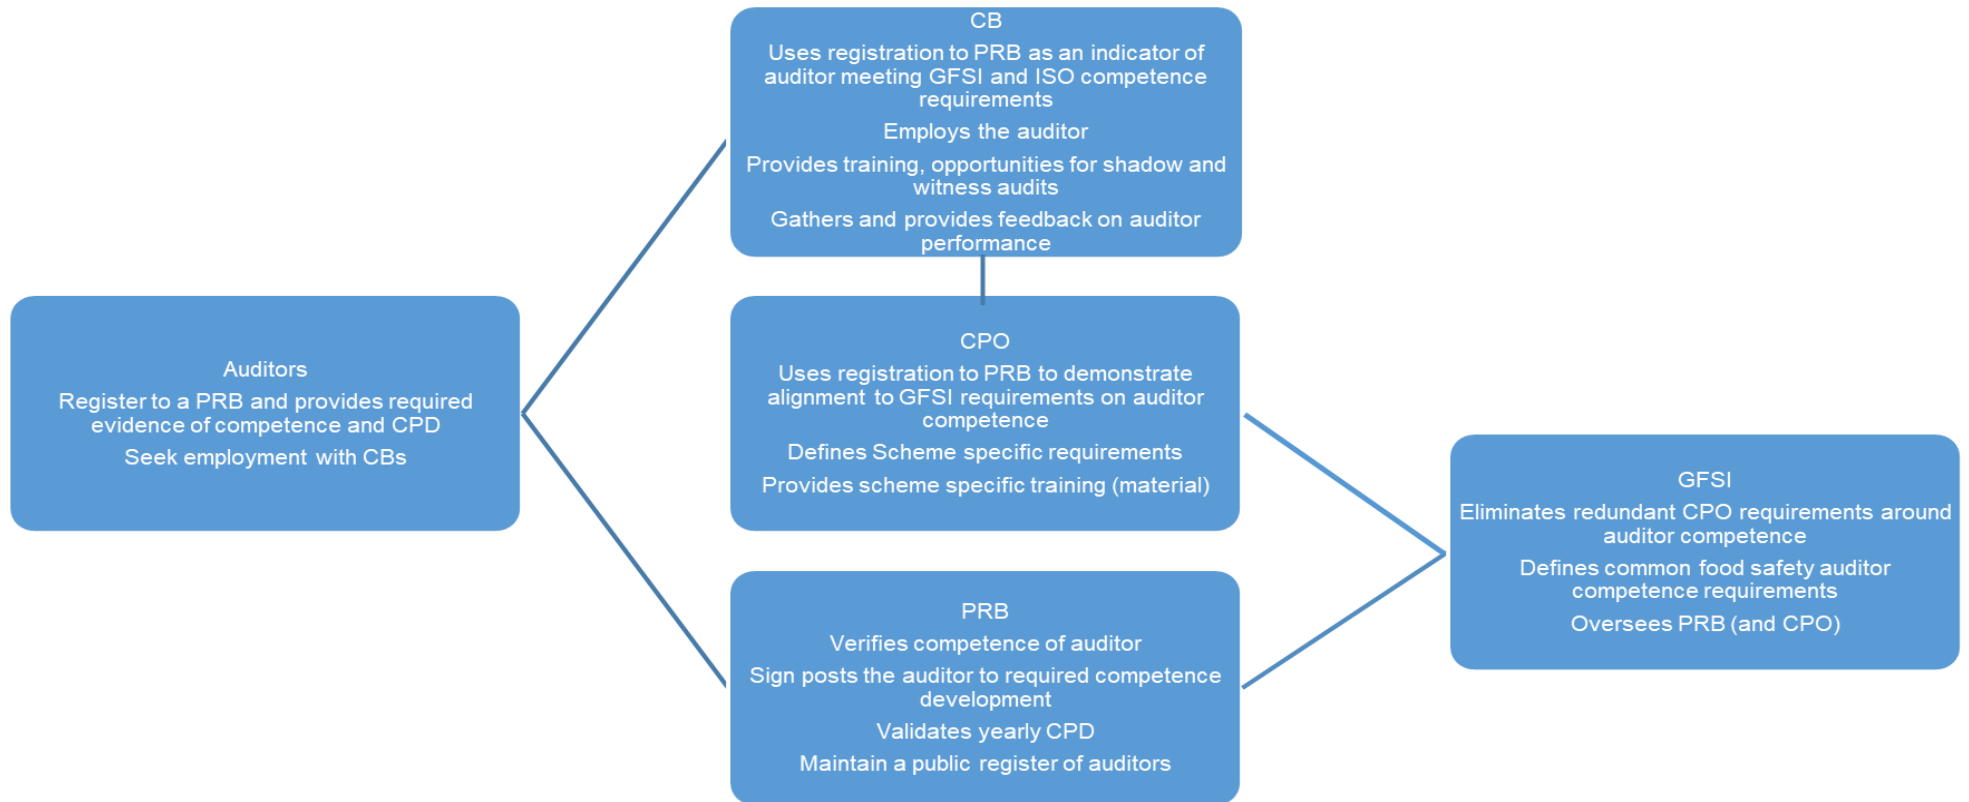 CB
Uses registration to PRB as an indicator of
auditor meeting GFSI and ISO competence
requirements
Employs the auditor
Provides training, opportunities for shadow and
witness audits
Gathers and provides feedback on auditor
performance
Auditors
Register to a PRB and provides required
evidence of competence and CPD
Seek employment with CBs
CPO
Uses registration to PRB to demonstrate
alignment to GFSI requirements on auditor
competence
Defines Scheme specific requirements
Provides scheme specific training (material)
PRB
Verifies competence of auditor
Sign posts the auditor to required competence
development
Validates yearly CPD
Maintain a public register of auditors
GFSI
Eliminates redundant CPO requirements around
auditor competence
Defines common food safety auditor
competence requirements
Oversees PRB (and CPO)